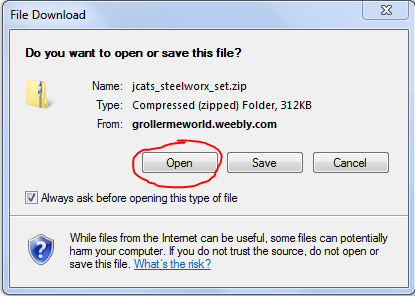 File Download
Do you want to open or save this file?
Name: jcats_steelworx_set.zip
Type: Compressed (zipped) Folder, 312KB
From: grollermeworld.weebly.com
Open Save Cancel
Always ask before opening this type of file
While files from the Internet can be useful, some files can potentially
harm your computer. If you do not trust the source, do not open or
save this file. What's the risk?